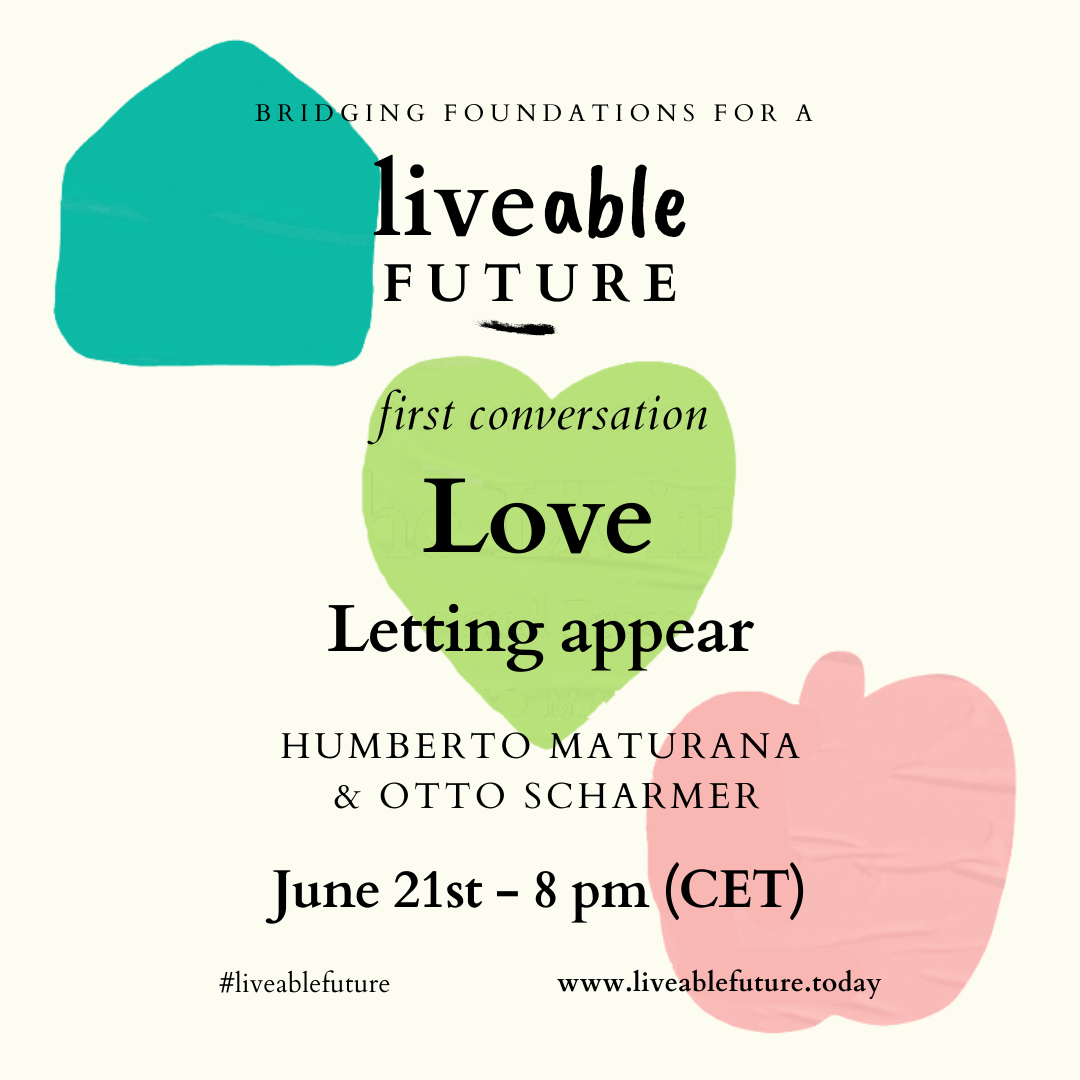 BRIDGING FOUNDATIONS FOR A
liveable
FUTURE
first conversation
Love
Letting appear
HUMBERTO MATURANA
& OTTO SCHARMER
June 21st - 8 pm (CET)
#liveablefuture
www.liveablefuture.today